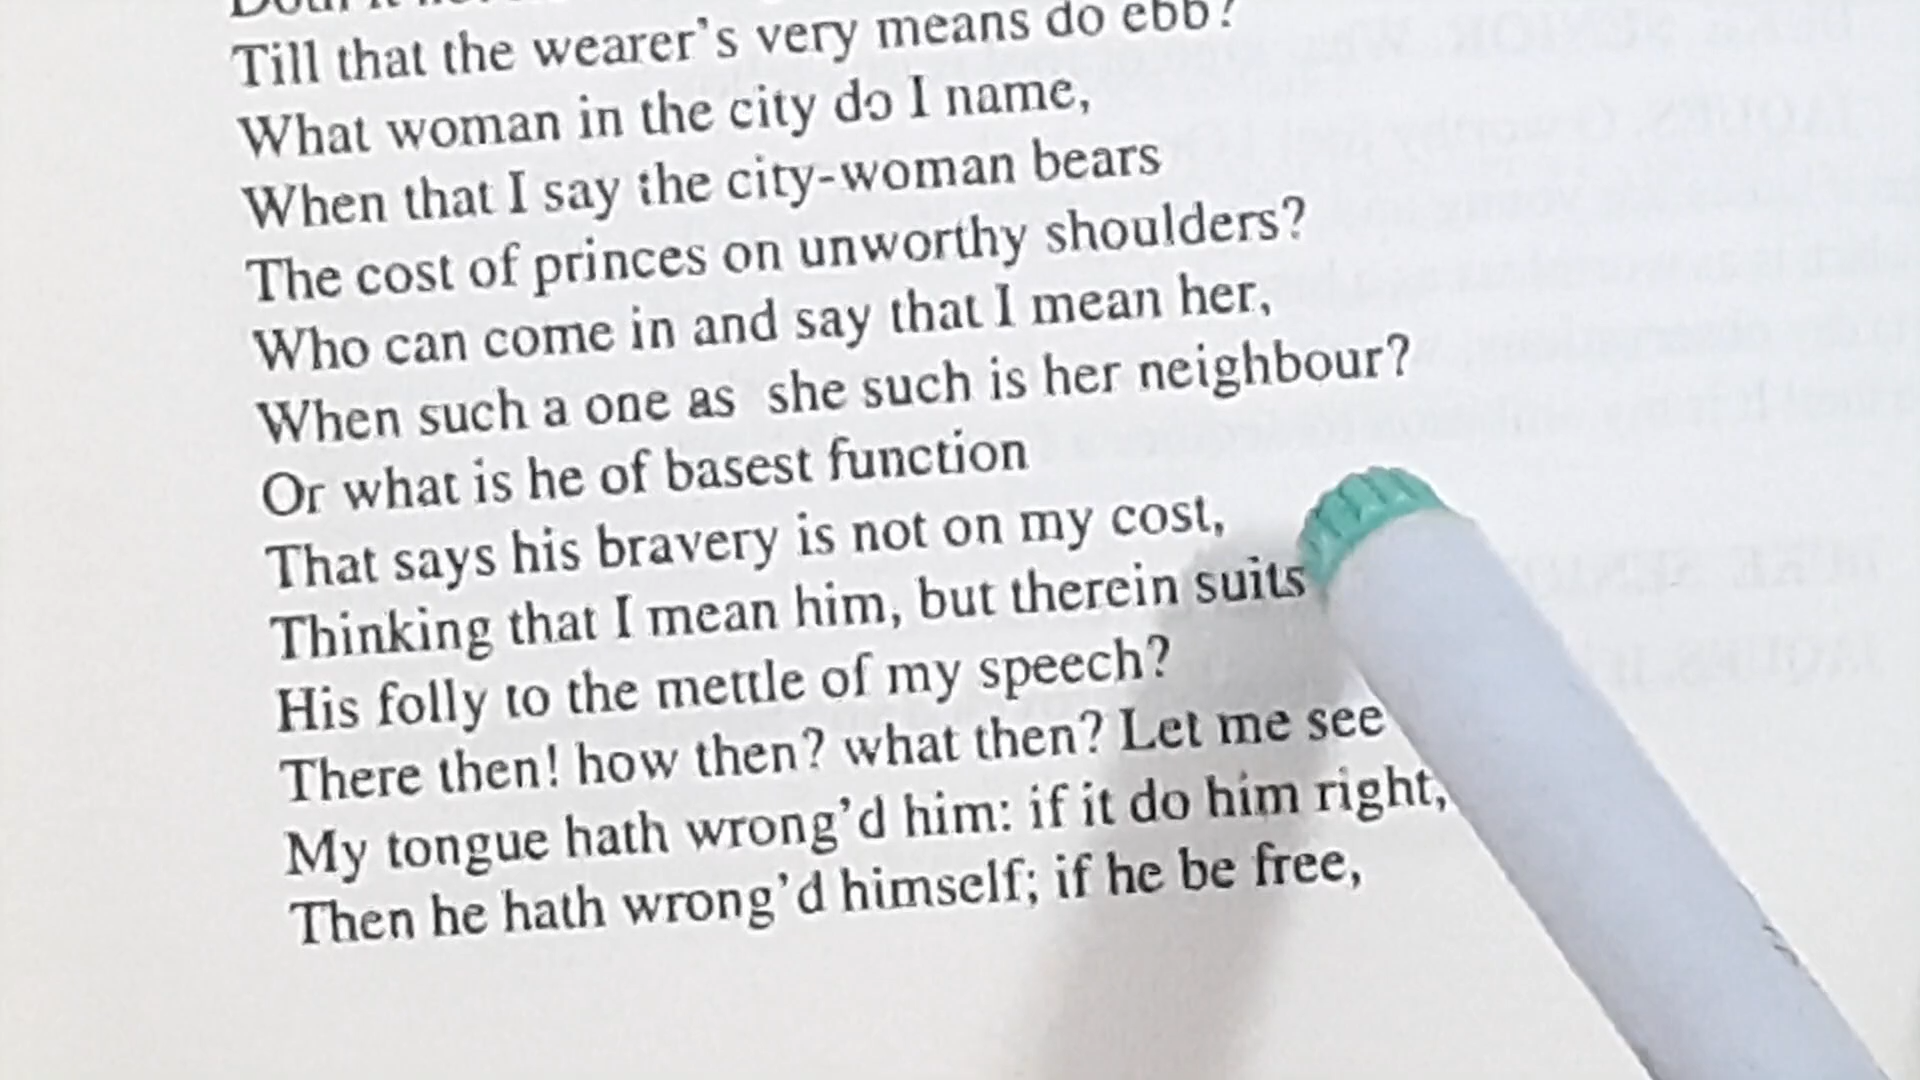 Till that the wearer's very means do ebb?
What woman in the city do I name,
When that I say the city-woman bears
The cost of princes on unworthy shoulders?
Who can come in and say that I mean her,
When such a one as she such is her neighbour?
Or what is he of basest function
That says his bravery is not on my cost,
Thinking that I mean him, but therein suits
His folly to the mettle of my speech?
There then! how then? what then? Let me see
My tongue hath wrong'd him: if it do him right,
Then he hath wrong'd himself; if he be free,